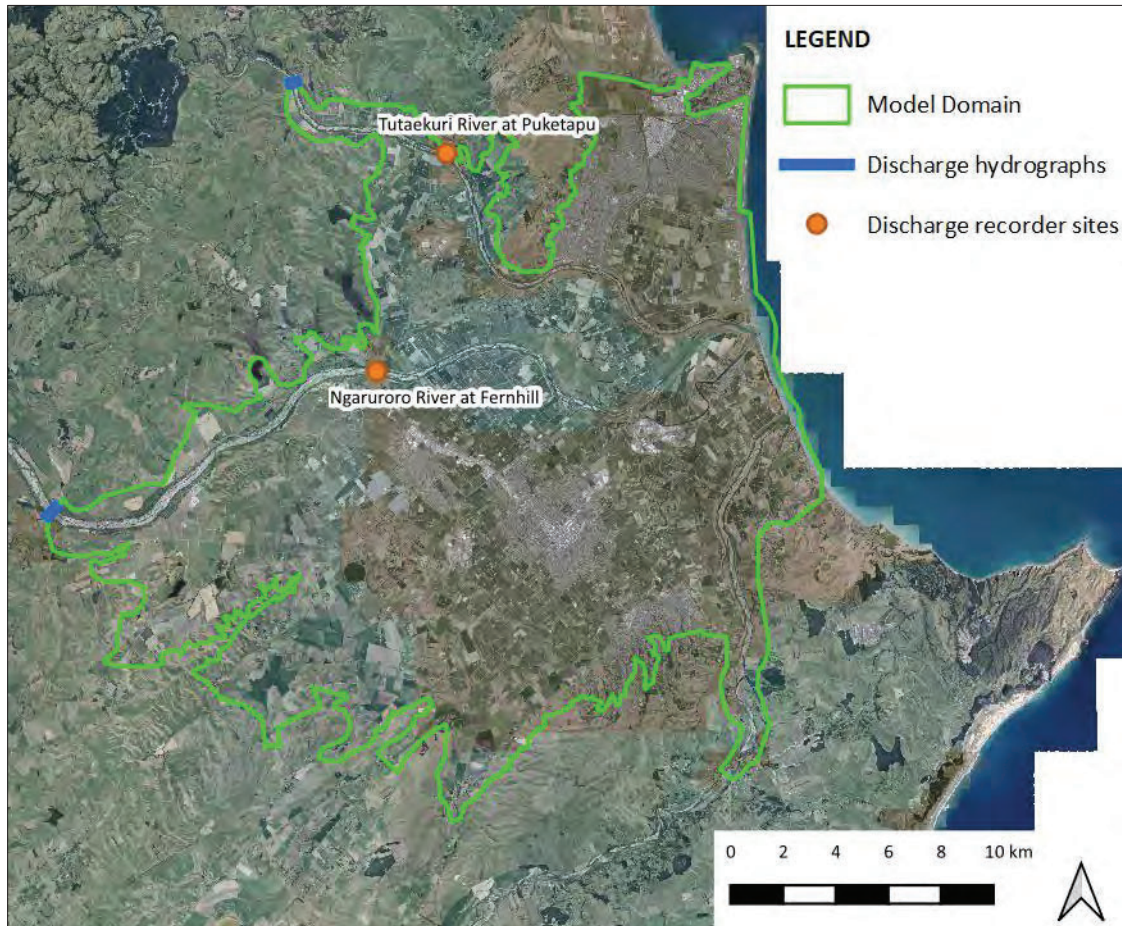 LEGEND
Model Domain
Discharge hydrographs
Discharge recorder sites
Tutaekuri River at Puketapu
Ngaruroro River at Fernhill
0 2 4 6 8 10 km